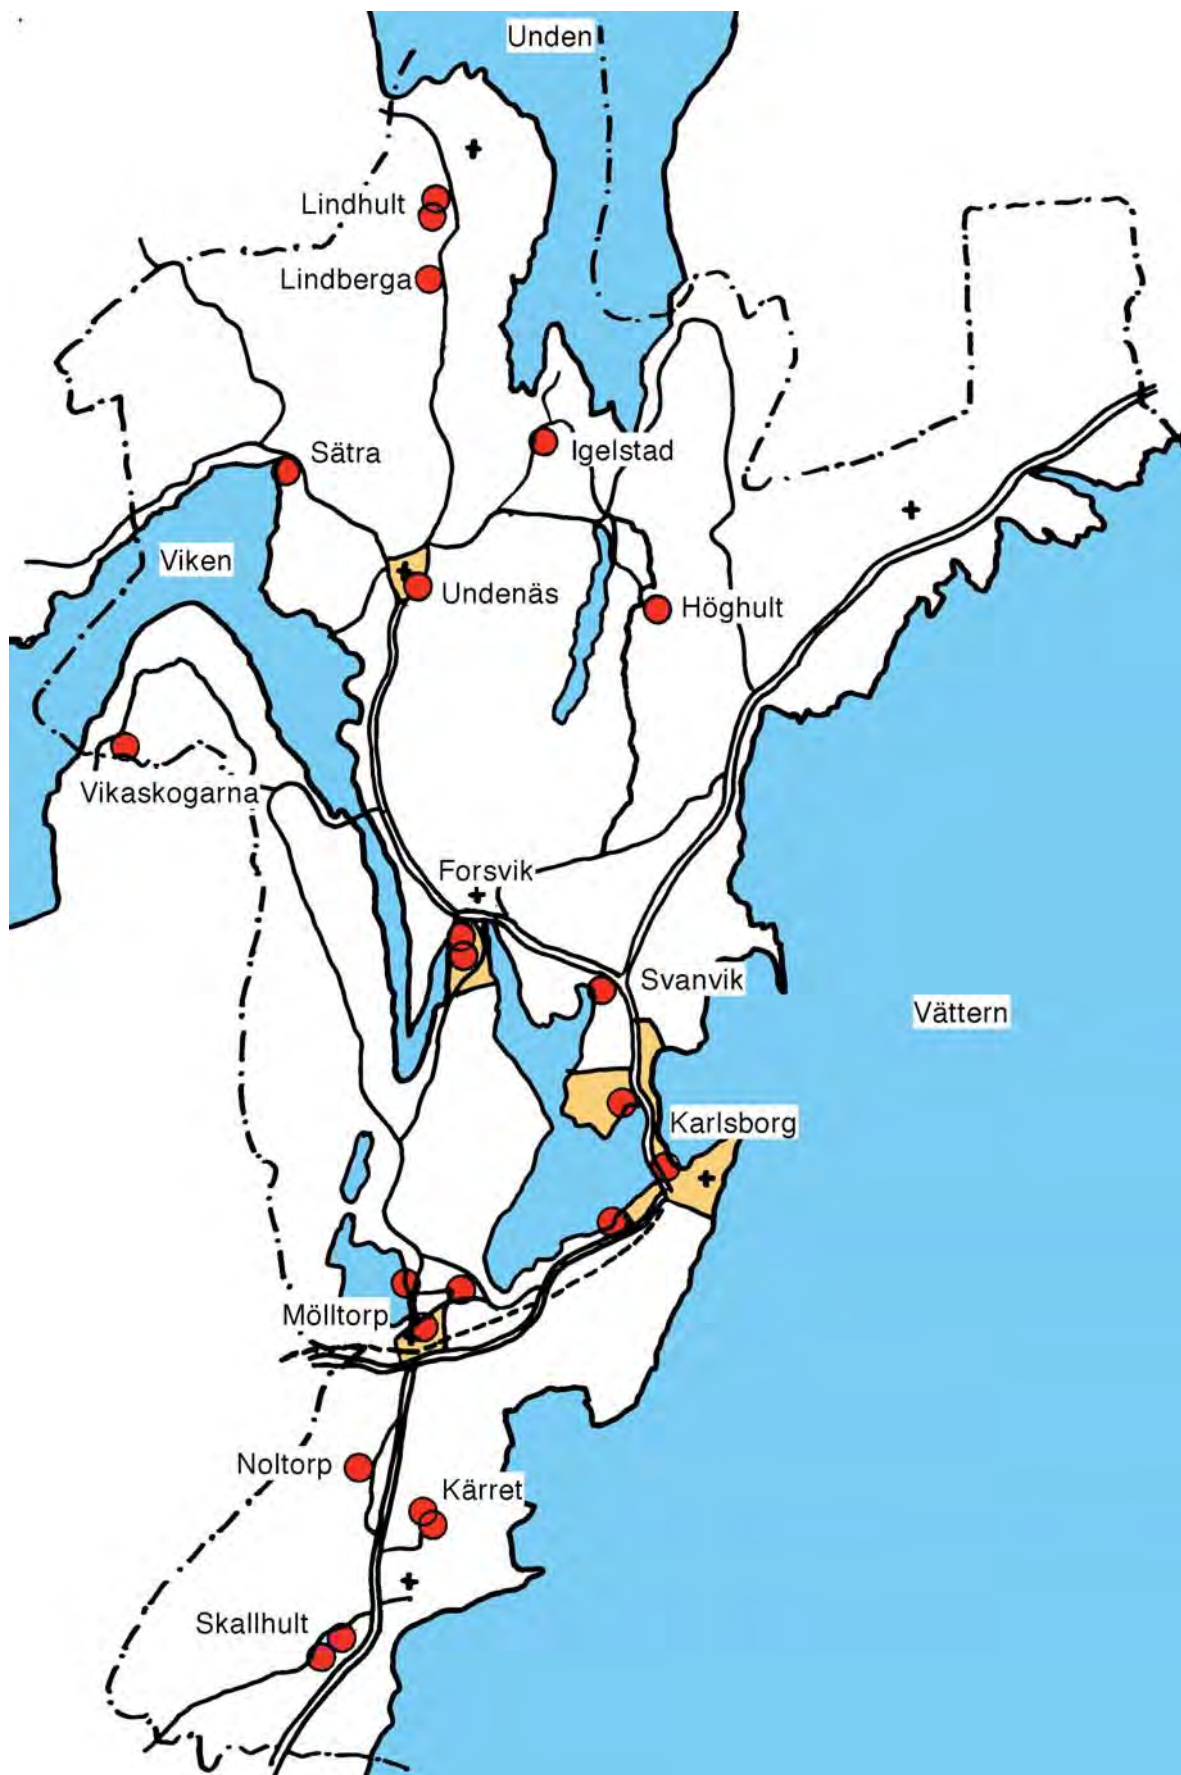 Unden
Lindhult
Lindberga
Sätra
Igelstad
Viken
Undenäs
Höghult
Vikaskogarna
Forsvik
Svanvik
Vättern
Karlsborg
Mölltorp
Noltorp
Kärret
Skallhult